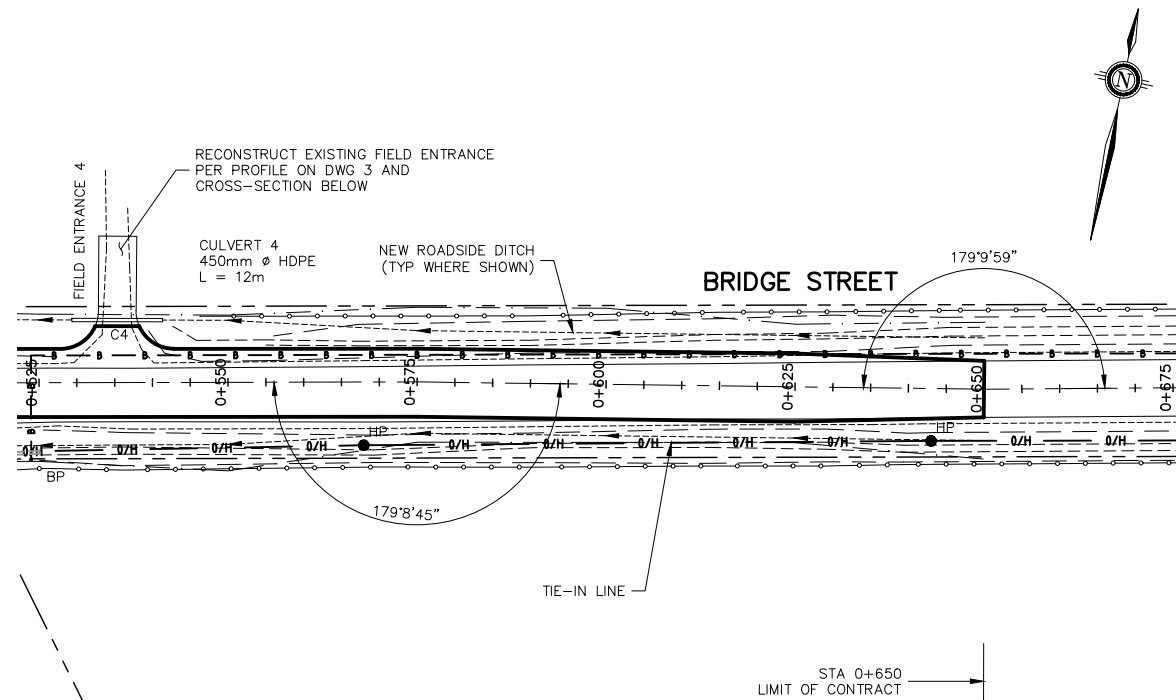 N
RECONSTRUCT EXISTING FIELD ENTRANCE
PER PROFILE ON DWG 3 AND
CROSS-SECTION BELOW
FIELD ENTRANCE 4
CULVERT 4
450mm ø HDPE
L = 12m
NEW ROADSIDE DITCH
(TYP WHERE SHOWN)
BRIDGE STREET
179°9'59"
C4
B B B B B B B B B B B B B B B B B B B B B B B B B
0+525 0+550 0+575 0+600 0+625 0+650 0+675
B
HP HP
O/H O/H O/H O/H O/H O/H O/H O/H O/H O/H O/H
BP
179°8'45"
TIE-IN LINE
STA 0+650
LIMIT OF CONTRACT